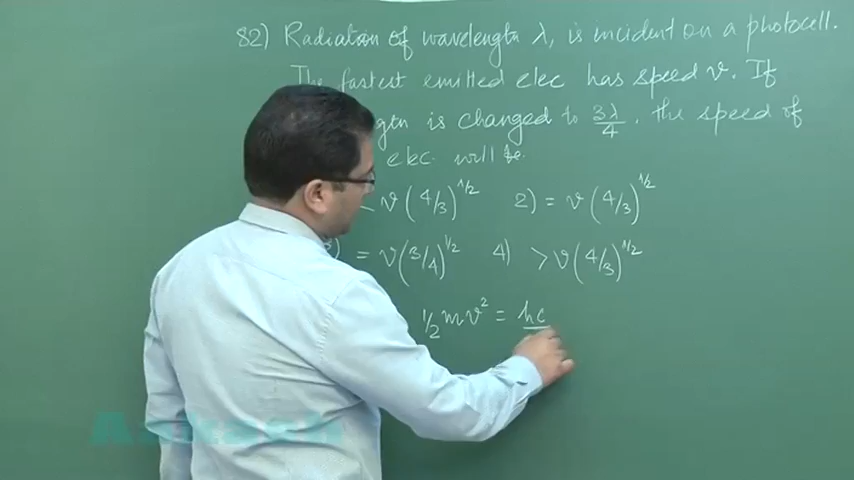 82) Radiation of wavelength λ, is incident on a photocell.
The fastest emitted elec has speed v. If
gth is changed to 3λ/4, the speed of
elec will be
v(4/3)^1/2 2) = v(4/3)^1/2
= v(3/4)^1/2 4) > v(4/3)^1/2
1/2 mv² = hc
Aakash